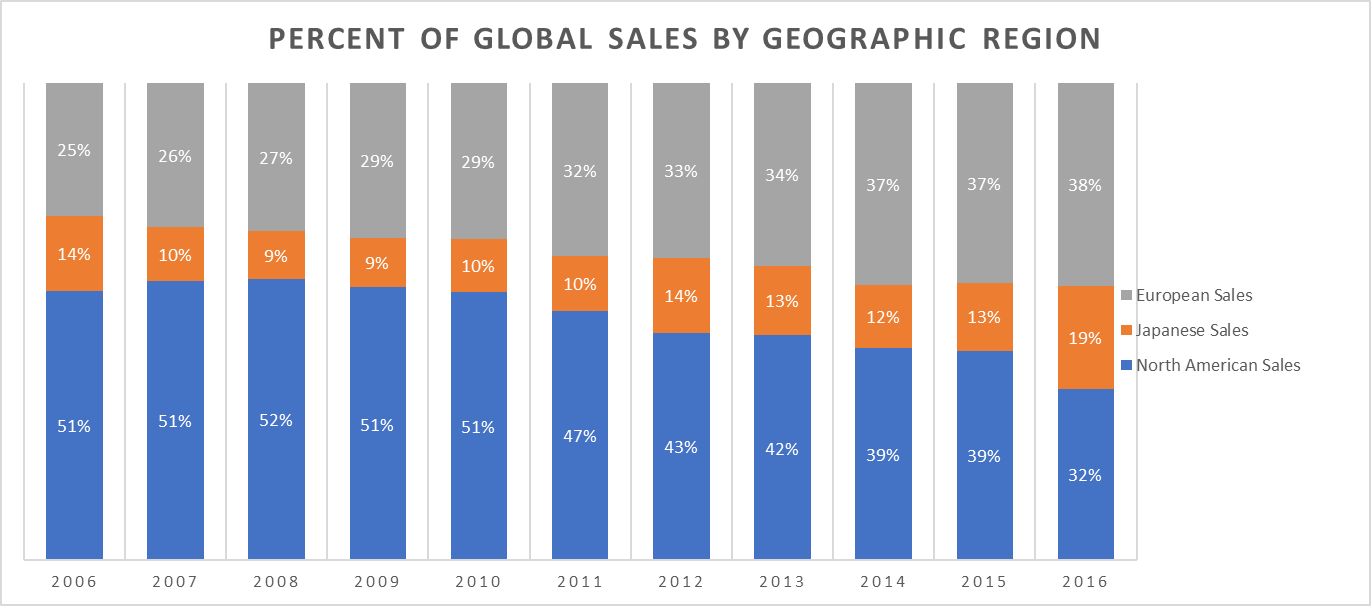 PERCENT OF GLOBAL SALES BY GEOGRAPHIC REGION
25% 26% 27% 29% 29% 32% 33% 34% 37% 37% 38%
14% 10% 9% 9% 10% 10% 14% 13% 12% 13% 19%
51% 51% 52% 51% 51% 47% 43% 42% 39% 39% 32%
European Sales
Japanese Sales
North American Sales
2006 2007 2008 2009 2010 2011 2012 2013 2014 2015 2016